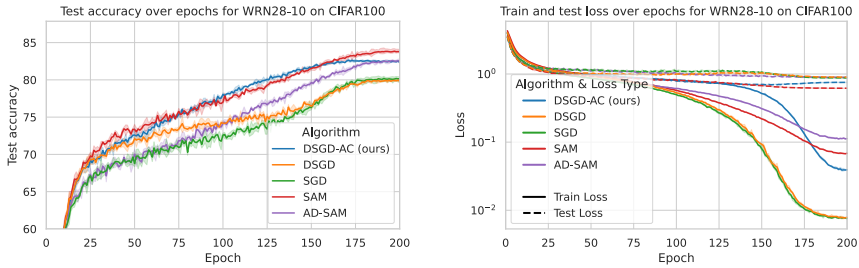 Test accuracy over epochs for WRN28-10 on CIFAR100
85
80
75
70
65
60
Test accuracy
0
25
50
75
100
125
150
175
200
Epoch
Algorithm
DSGD-AC (ours)
DSGD
SGD
SAM
AD-SAM
Train and test loss over epochs for WRN28-10 on CIFAR100
10⁰
10⁻¹
10⁻²
Loss
0
25
50
75
100
125
150
175
200
Epoch
Algorithm & Loss Type
DSGD-AC (ours)
DSGD
SGD
SAM
AD-SAM
Train Loss
Test Loss